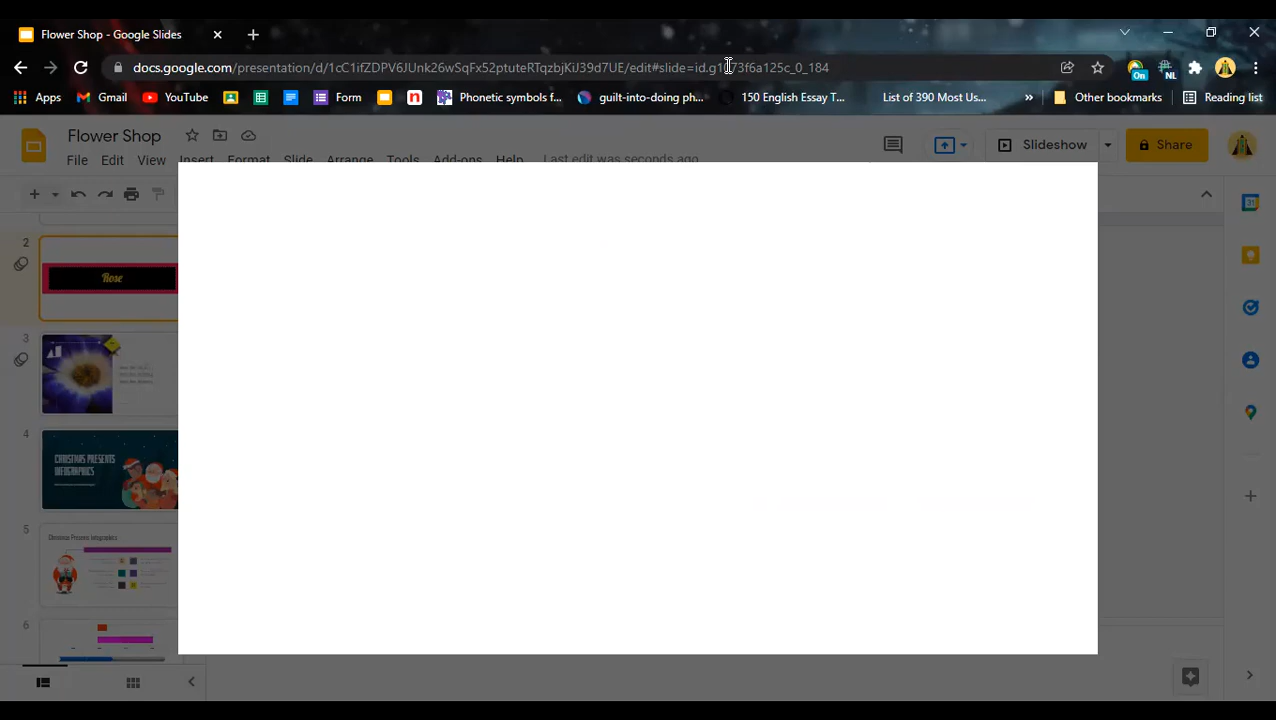 Flower Shop - Google Slides
docs.google.com/presentation/d/1cC1ifZDPV6JUnk26wSqFx52ptuteRTqzbjKiJ39d7UE/edit#slide=id.g1 73f6a125c_0_184
On
NL
Apps
Gmail
YouTube
Form
Phonetic symbols f...
guilt-into-doing ph...
150 English Essay T...
List of 390 Most Us...
»
Other bookmarks
Reading list
Flower Shop
File Edit View Insert Format Slide Arrange Tools Add-ons Help Last edit was seconds ago
Slideshow
Share
31
2
Rose
3
4
CHRISTMAS PRESENTS
INFOGRAPHICS
5
Christmas Presents Infographics
6